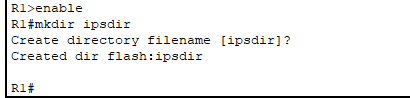 R1>enable
R1#mkdir ipsdir
Create directory filename [ipsdir]?
Created dir flash:ipsdir
R1#